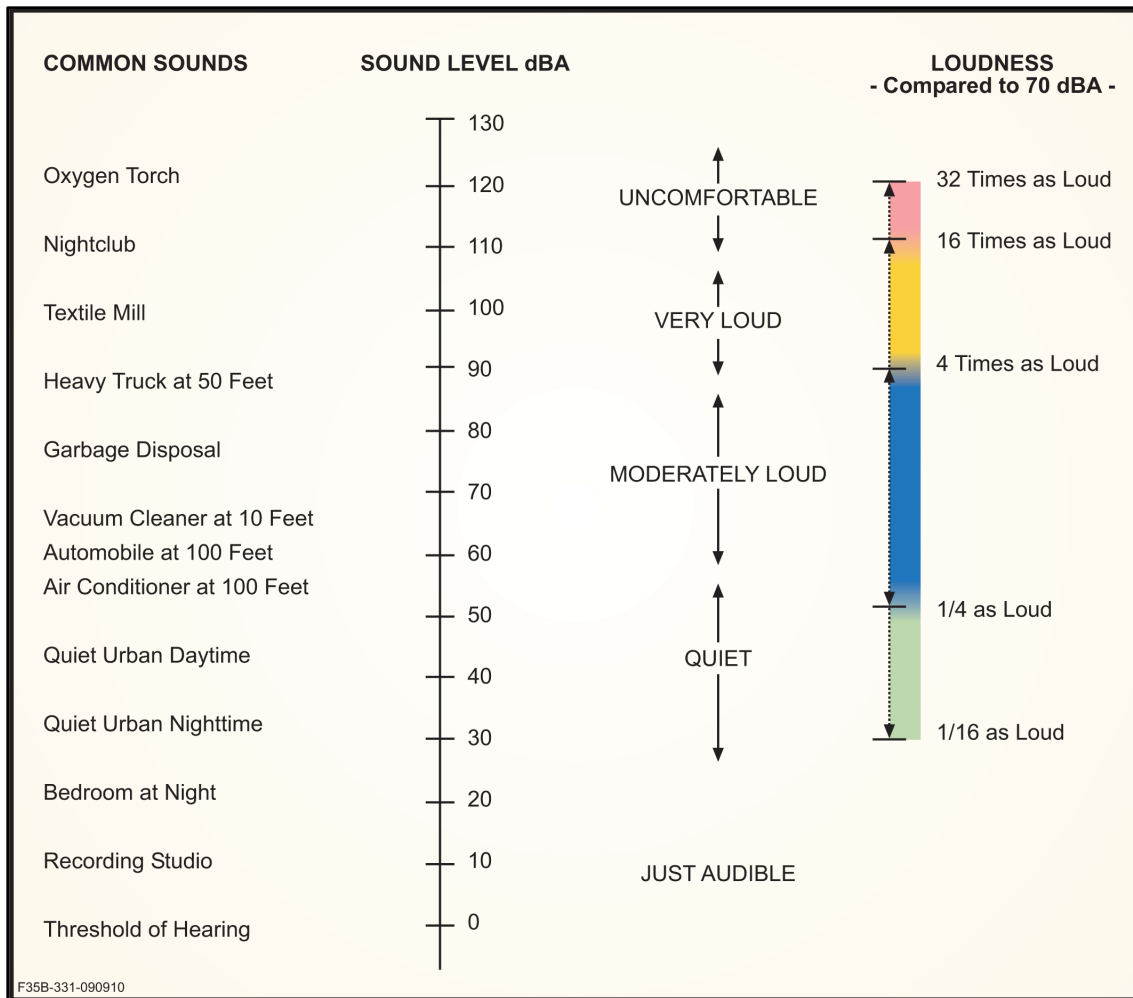 COMMON SOUNDS
SOUND LEVEL dBA
LOUDNESS
- Compared to 70 dBA -
130
Oxygen Torch
120
UNCOMFORTABLE
32 Times as Loud
Nightclub
110
16 Times as Loud
Textile Mill
100
VERY LOUD
90
4 Times as Loud
Heavy Truck at 50 Feet
80
Garbage Disposal
MODERATELY LOUD
70
Vacuum Cleaner at 10 Feet
Automobile at 100 Feet
60
Air Conditioner at 100 Feet
50
1/4 as Loud
Quiet Urban Daytime
QUIET
40
Quiet Urban Nighttime
30
1/16 as Loud
Bedroom at Night
20
Recording Studio
10
JUST AUDIBLE
Threshold of Hearing
0
F35B-331-090910